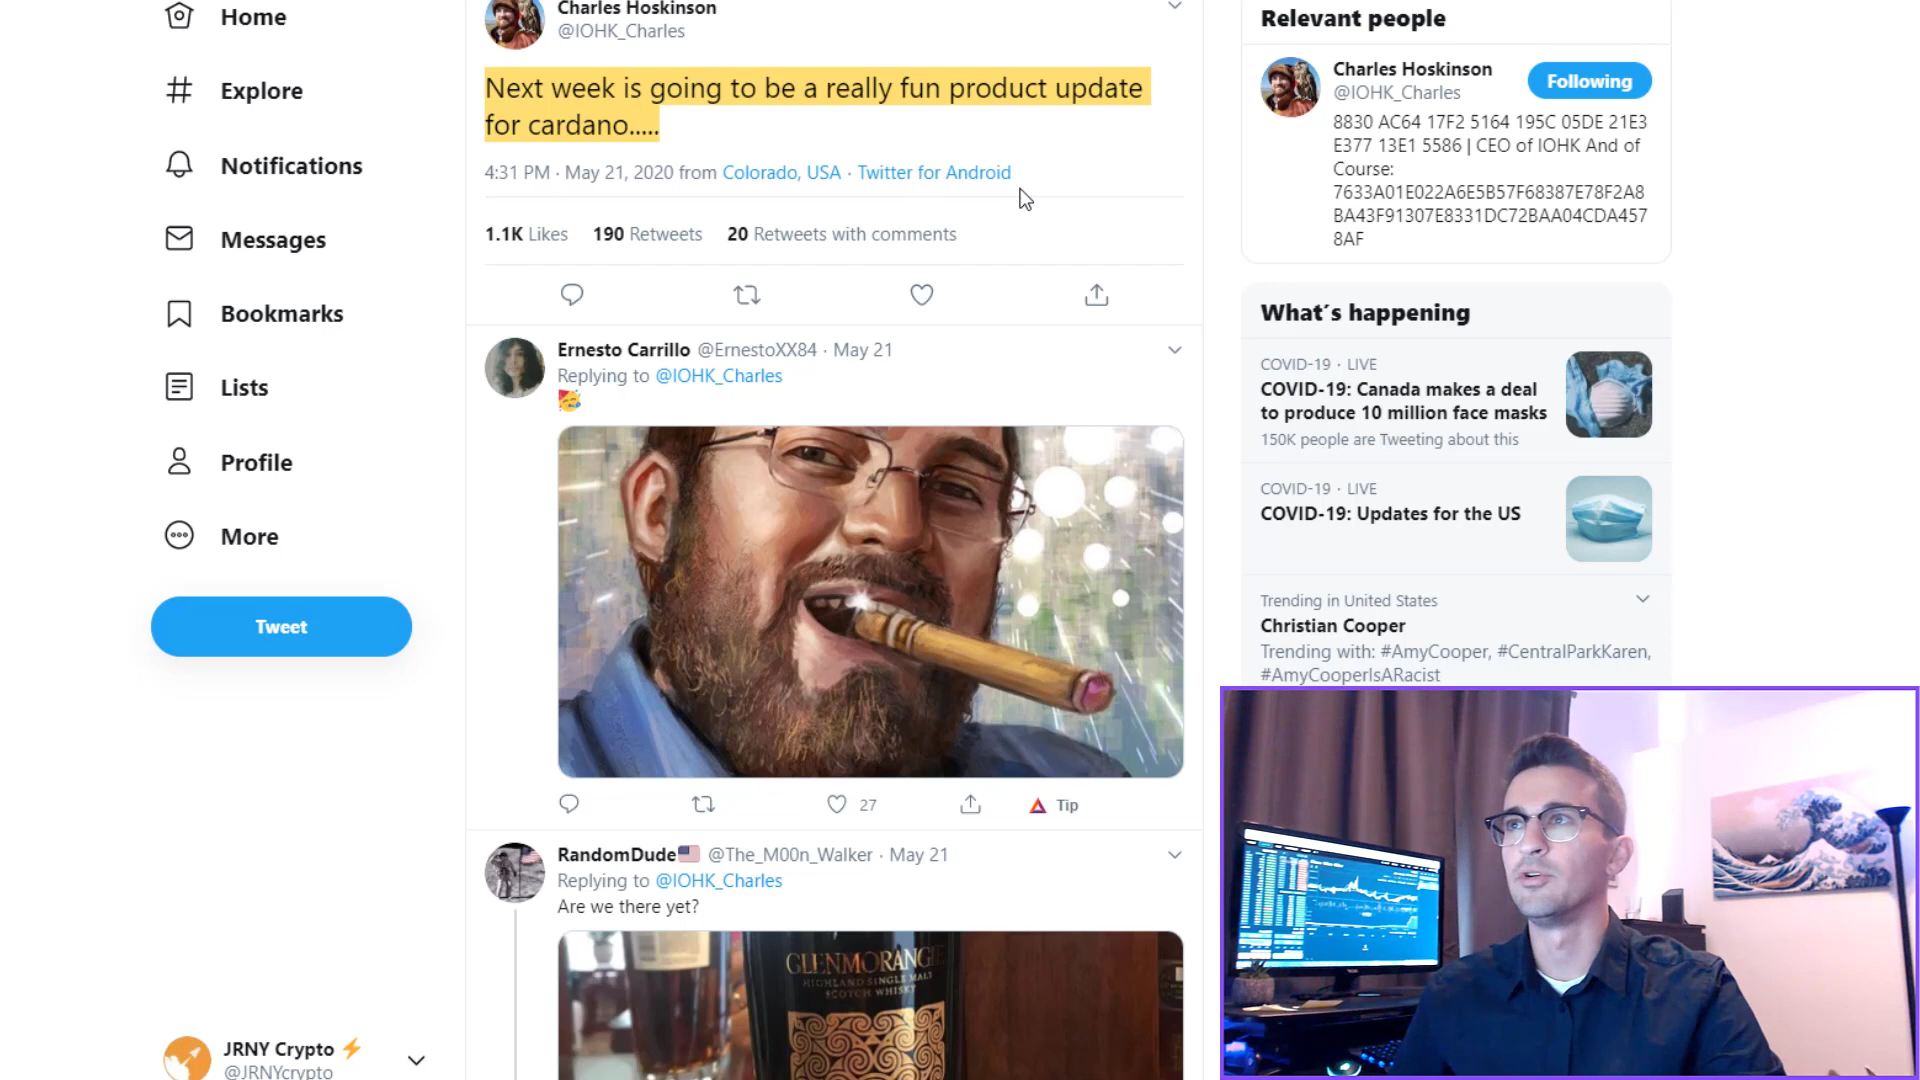 Home
Explore
Notifications
Messages
Bookmarks
Lists
Profile
More
Tweet
JRNY Crypto⚡
@JRNYcrypto
Charles Hoskinson
@IOHK_Charles
Next week is going to be a really fun product update
for cardano.....
4:31 PM · May 21, 2020 from Colorado, USA · Twitter for Android
1.1K Likes 190 Retweets 20 Retweets with comments
Ernesto Carrillo @ErnestoXX84 · May 21
Replying to @IOHK_Charles
🥳
27 Tip
RandomDude🇺🇸 @The_M00n_Walker · May 21
Replying to @IOHK_Charles
Are we there yet?
GLENMORANGIE
HIGHLAND SINGLE MALT
SCOTCH WHISKY
Relevant people
Charles Hoskinson
@IOHK_Charles
Following
8830 AC64 17F2 5164 195C 05DE 21E3
E377 13E1 5586 | CEO of IOHK And of
Course:
7633A01E022A6E5B57F68387E78F2A8
BA43F91307E8331DC72BAA04CDA457
8AF
What's happening
COVID-19 · LIVE
COVID-19: Canada makes a deal
to produce 10 million face masks
150K people are Tweeting about this
COVID-19 · LIVE
COVID-19: Updates for the US
Trending in United States
Christian Cooper
Trending with: #AmyCooper, #CentralParkKaren,
#AmyCooperIsARacist